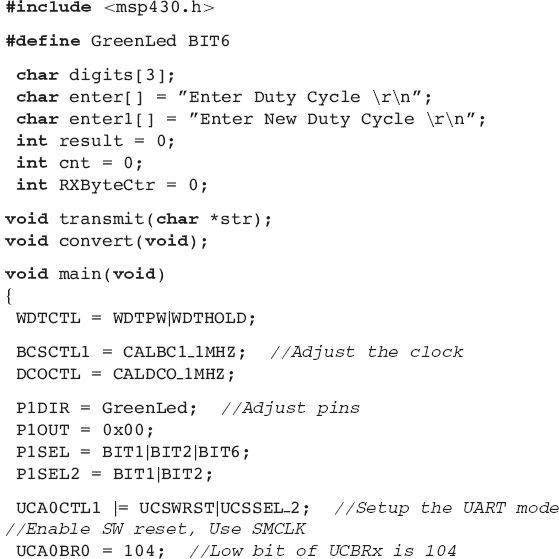 #include <msp430.h>
#define GreenLed BIT6
char digits[3];
char enter[] = "Enter Duty Cycle \r\n";
char enter1[] = "Enter New Duty Cycle \r\n";
int result = 0;
int cnt = 0;
int RXByteCtr = 0;
void transmit(char *str);
void convert(void);
void main(void)
{
WDTCTL = WDTPW|WDTHOLD;
BCSCTL1 = CALBC1_1MHZ; //Adjust the clock
DCOCTL = CALDCO_1MHZ;
P1DIR = GreenLed; //Adjust pins
P1OUT = 0x00;
P1SEL = BIT1|BIT2|BIT6;
P1SEL2 = BIT1|BIT2;
UCA0CTL1 |= UCSWRST|UCSSEL_2; //Setup the UART mode
//Enable SW reset, Use SMCLK
UCA0BR0 = 104; //Low bit of UCBRx is 104